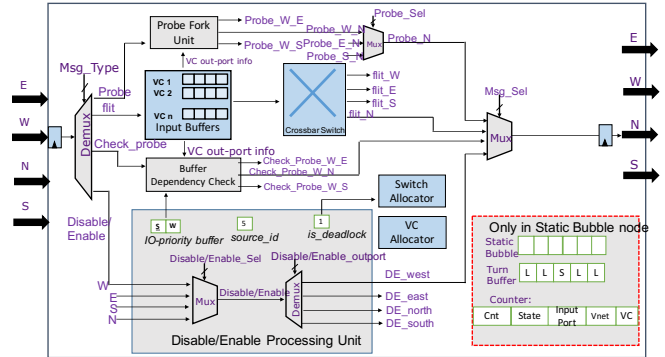 Probe Fork
Unit
Probe_W_E
Probe_W_N
Probe_W_S
Probe_E_N
Probe_S_N
Probe_Sel
Mux
Probe_N
E
W
N
S
Msg_Type
Demux
Probe
flit
Check_probe
Disable/
Enable
VC out-port info
VC 1
VC 2
VC n
Input Buffers
Crossbar Switch
flit_W
flit_E
flit_S
flit_N
Msg_Sel
Mux
E
W
N
S
VC out-port info
Buffer
Dependency Check
Check_Probe_W_E
Check_Probe_W_N
Check_Probe_W_S
Switch
Allocator
VC
Allocator
S W
IO-priority buffer
5
source_id
1
is_deadlock
Disable/Enable_Sel
Disable/Enable_outport
W
E
S
N
Mux
Disable/Enable
Demux
DE_west
DE_east
DE_north
DE_south
Disable/Enable Processing Unit
Only in Static Bubble node
Static
Bubble
Turn
Buffer
L L S L L
Counter:
Cnt State Input
Port Vnet VC